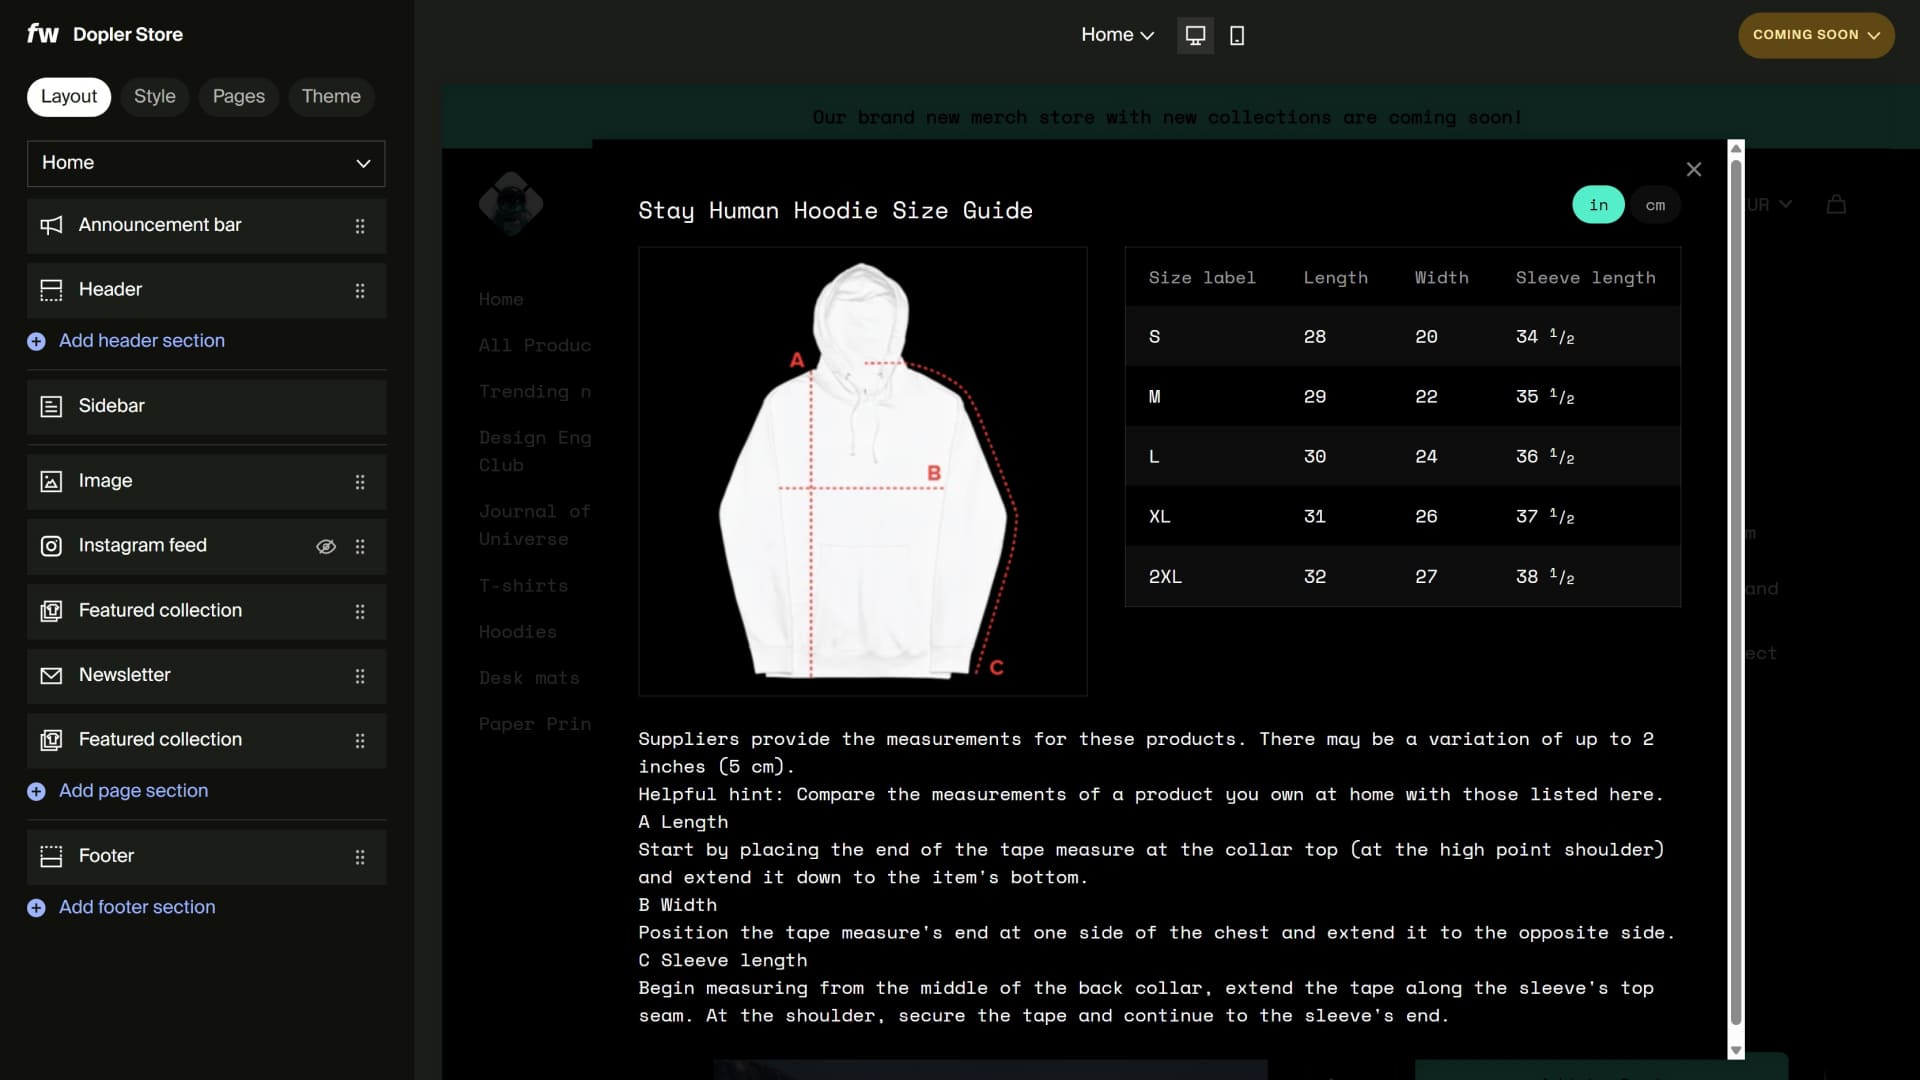 fw Dopler Store
Home
COMING SOON
Layout Style Pages Theme
Home
Announcement bar
Header
Add header section
Sidebar
Image
Instagram feed
Featured collection
Newsletter
Featured collection
Add page section
Footer
Add footer section
Our brand new merch store with new collections are coming soon!
UR
Home
All Produc
Trending n
Design Eng
Club
Journal of
Universe
T-shirts
Hoodies
Desk mats
Paper Prin
Stay Human Hoodie Size Guide
in cm
A
B
C
Size label Length Width Sleeve length
S 28 20 34 1/2
M 29 22 35 1/2
L 30 24 36 1/2
XL 31 26 37 1/2
2XL 32 27 38 1/2
Suppliers provide the measurements for these products. There may be a variation of up to 2
inches (5 cm).
Helpful hint: Compare the measurements of a product you own at home with those listed here.
A Length
Start by placing the end of the tape measure at the collar top (at the high point shoulder)
and extend it down to the item's bottom.
B Width
Position the tape measure's end at one side of the chest and extend it to the opposite side.
C Sleeve length
Begin measuring from the middle of the back collar, extend the tape along the sleeve's top
seam. At the shoulder, secure the tape and continue to the sleeve's end.
m
and
ect